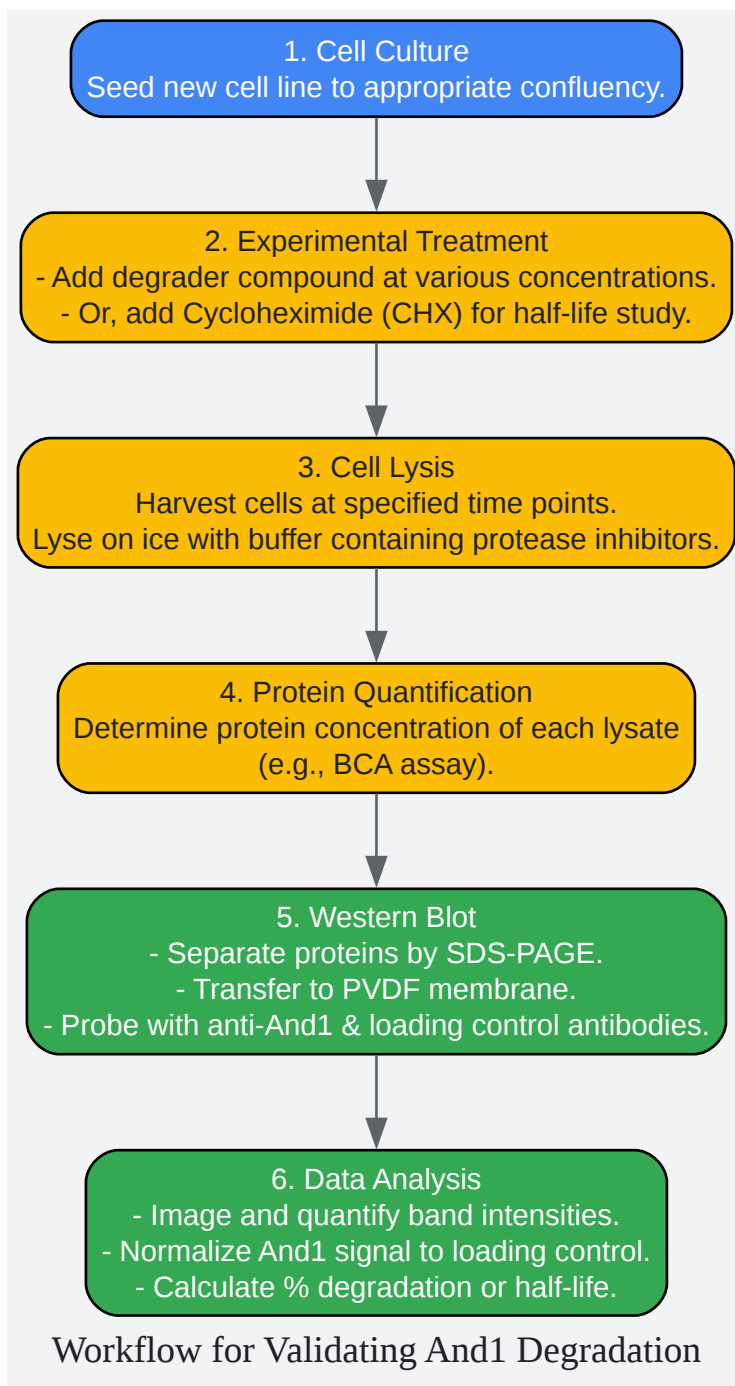 1. Cell Culture
Seed new cell line to appropriate confluency.
2. Experimental Treatment
- Add degrader compound at various concentrations.
- Or, add Cycloheximide (CHX) for half-life study.
3. Cell Lysis
Harvest cells at specified time points.
Lyse on ice with buffer containing protease inhibitors.
4. Protein Quantification
Determine protein concentration of each lysate
(e.g., BCA assay).
5. Western Blot
- Separate proteins by SDS-PAGE.
- Transfer to PVDF membrane.
- Probe with anti-And1 & loading control antibodies.
6. Data Analysis
- Image and quantify band intensities.
- Normalize And1 signal to loading control.
- Calculate % degradation or half-life.
Workflow for Validating And1 Degradation